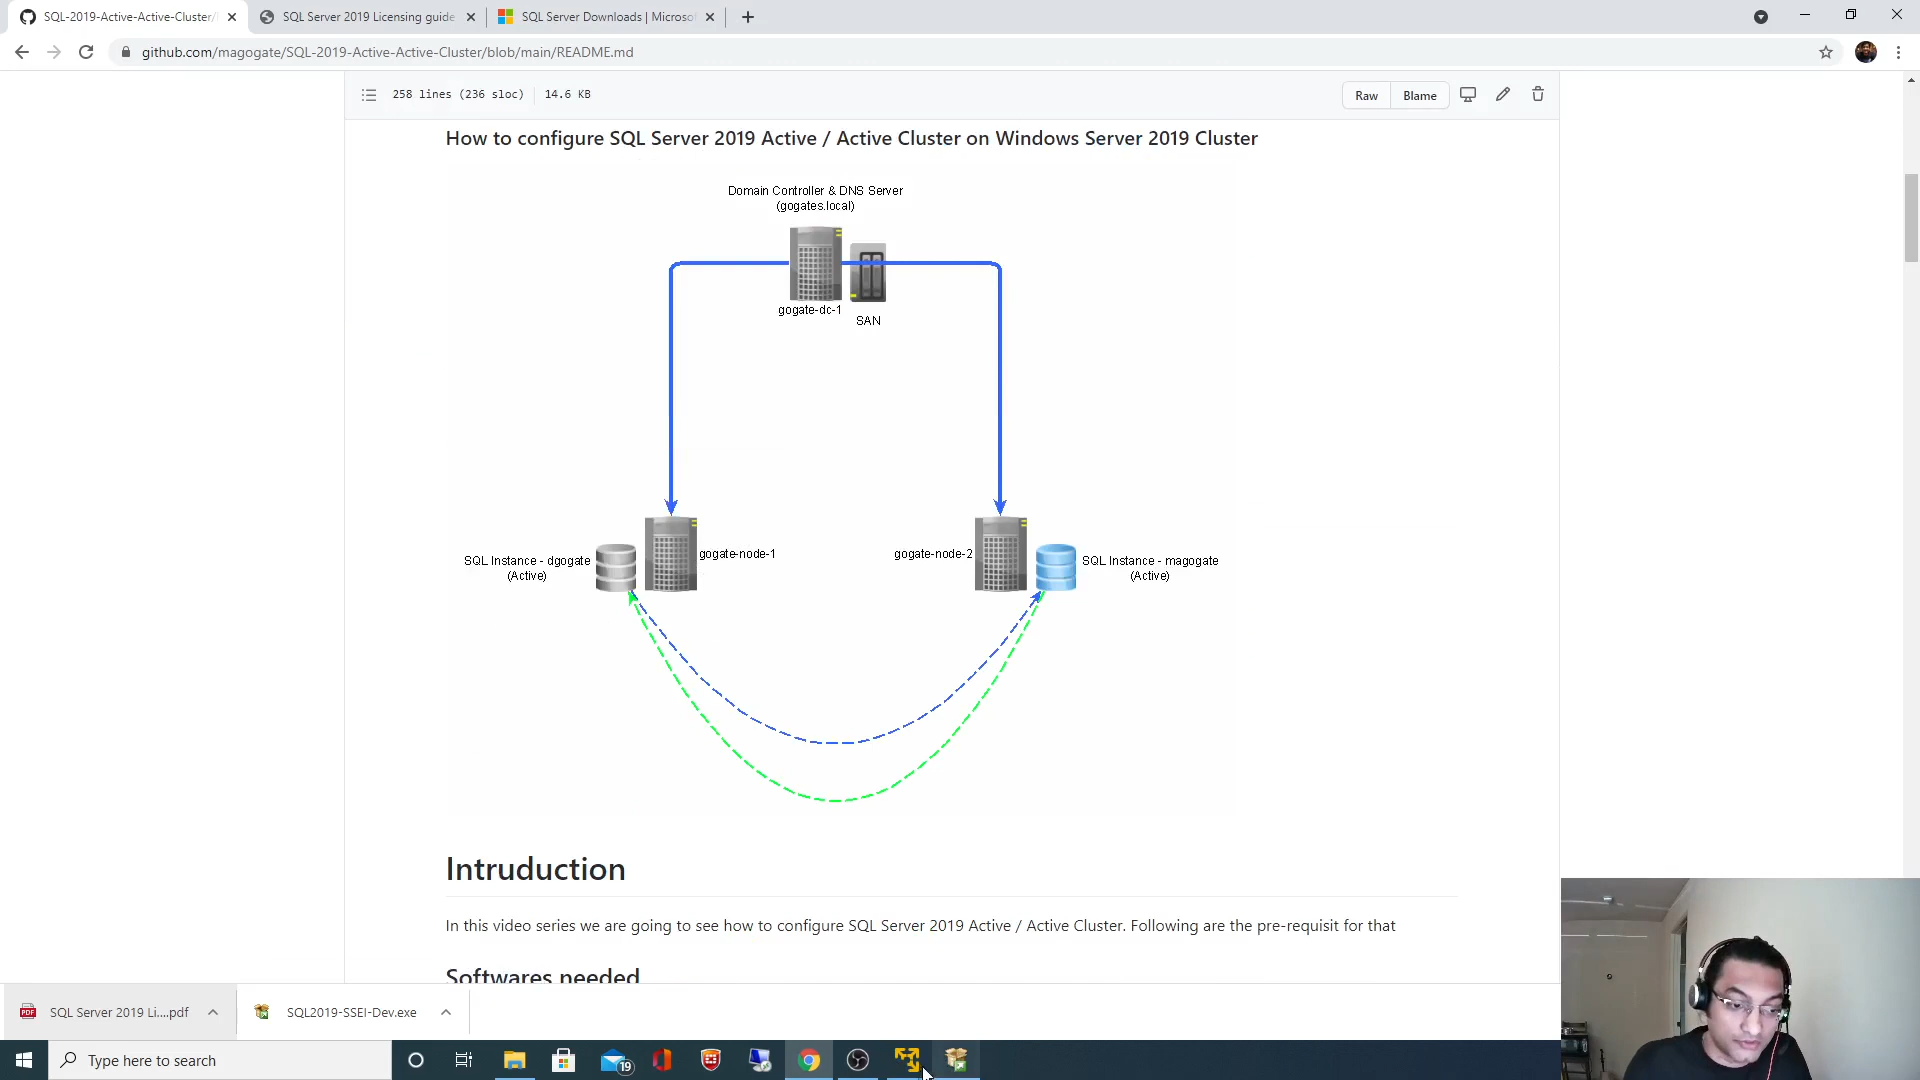 SQL-2019-Active-Active-Cluster/
SQL Server 2019 Licensing guide
SQL Server Downloads | Microsof
github.com/magogate/SQL-2019-Active-Active-Cluster/blob/main/README.md
258 lines (236 sloc)
14.6 KB
Raw
Blame
How to configure SQL Server 2019 Active / Active Cluster on Windows Server 2019 Cluster
Domain Controller & DNS Server
(gogates.local)
gogate-dc-1
SAN
SQL Instance - dgogate
(Active)
gogate-node-1
gogate-node-2
SQL Instance - magogate
(Active)
Intruduction
In this video series we are going to see how to configure SQL Server 2019 Active / Active Cluster. Following are the pre-requisit for that
Softwares needed
PDF
SQL Server 2019 Li....pdf
SQL2019-SSEI-Dev.exe
Type here to search
19